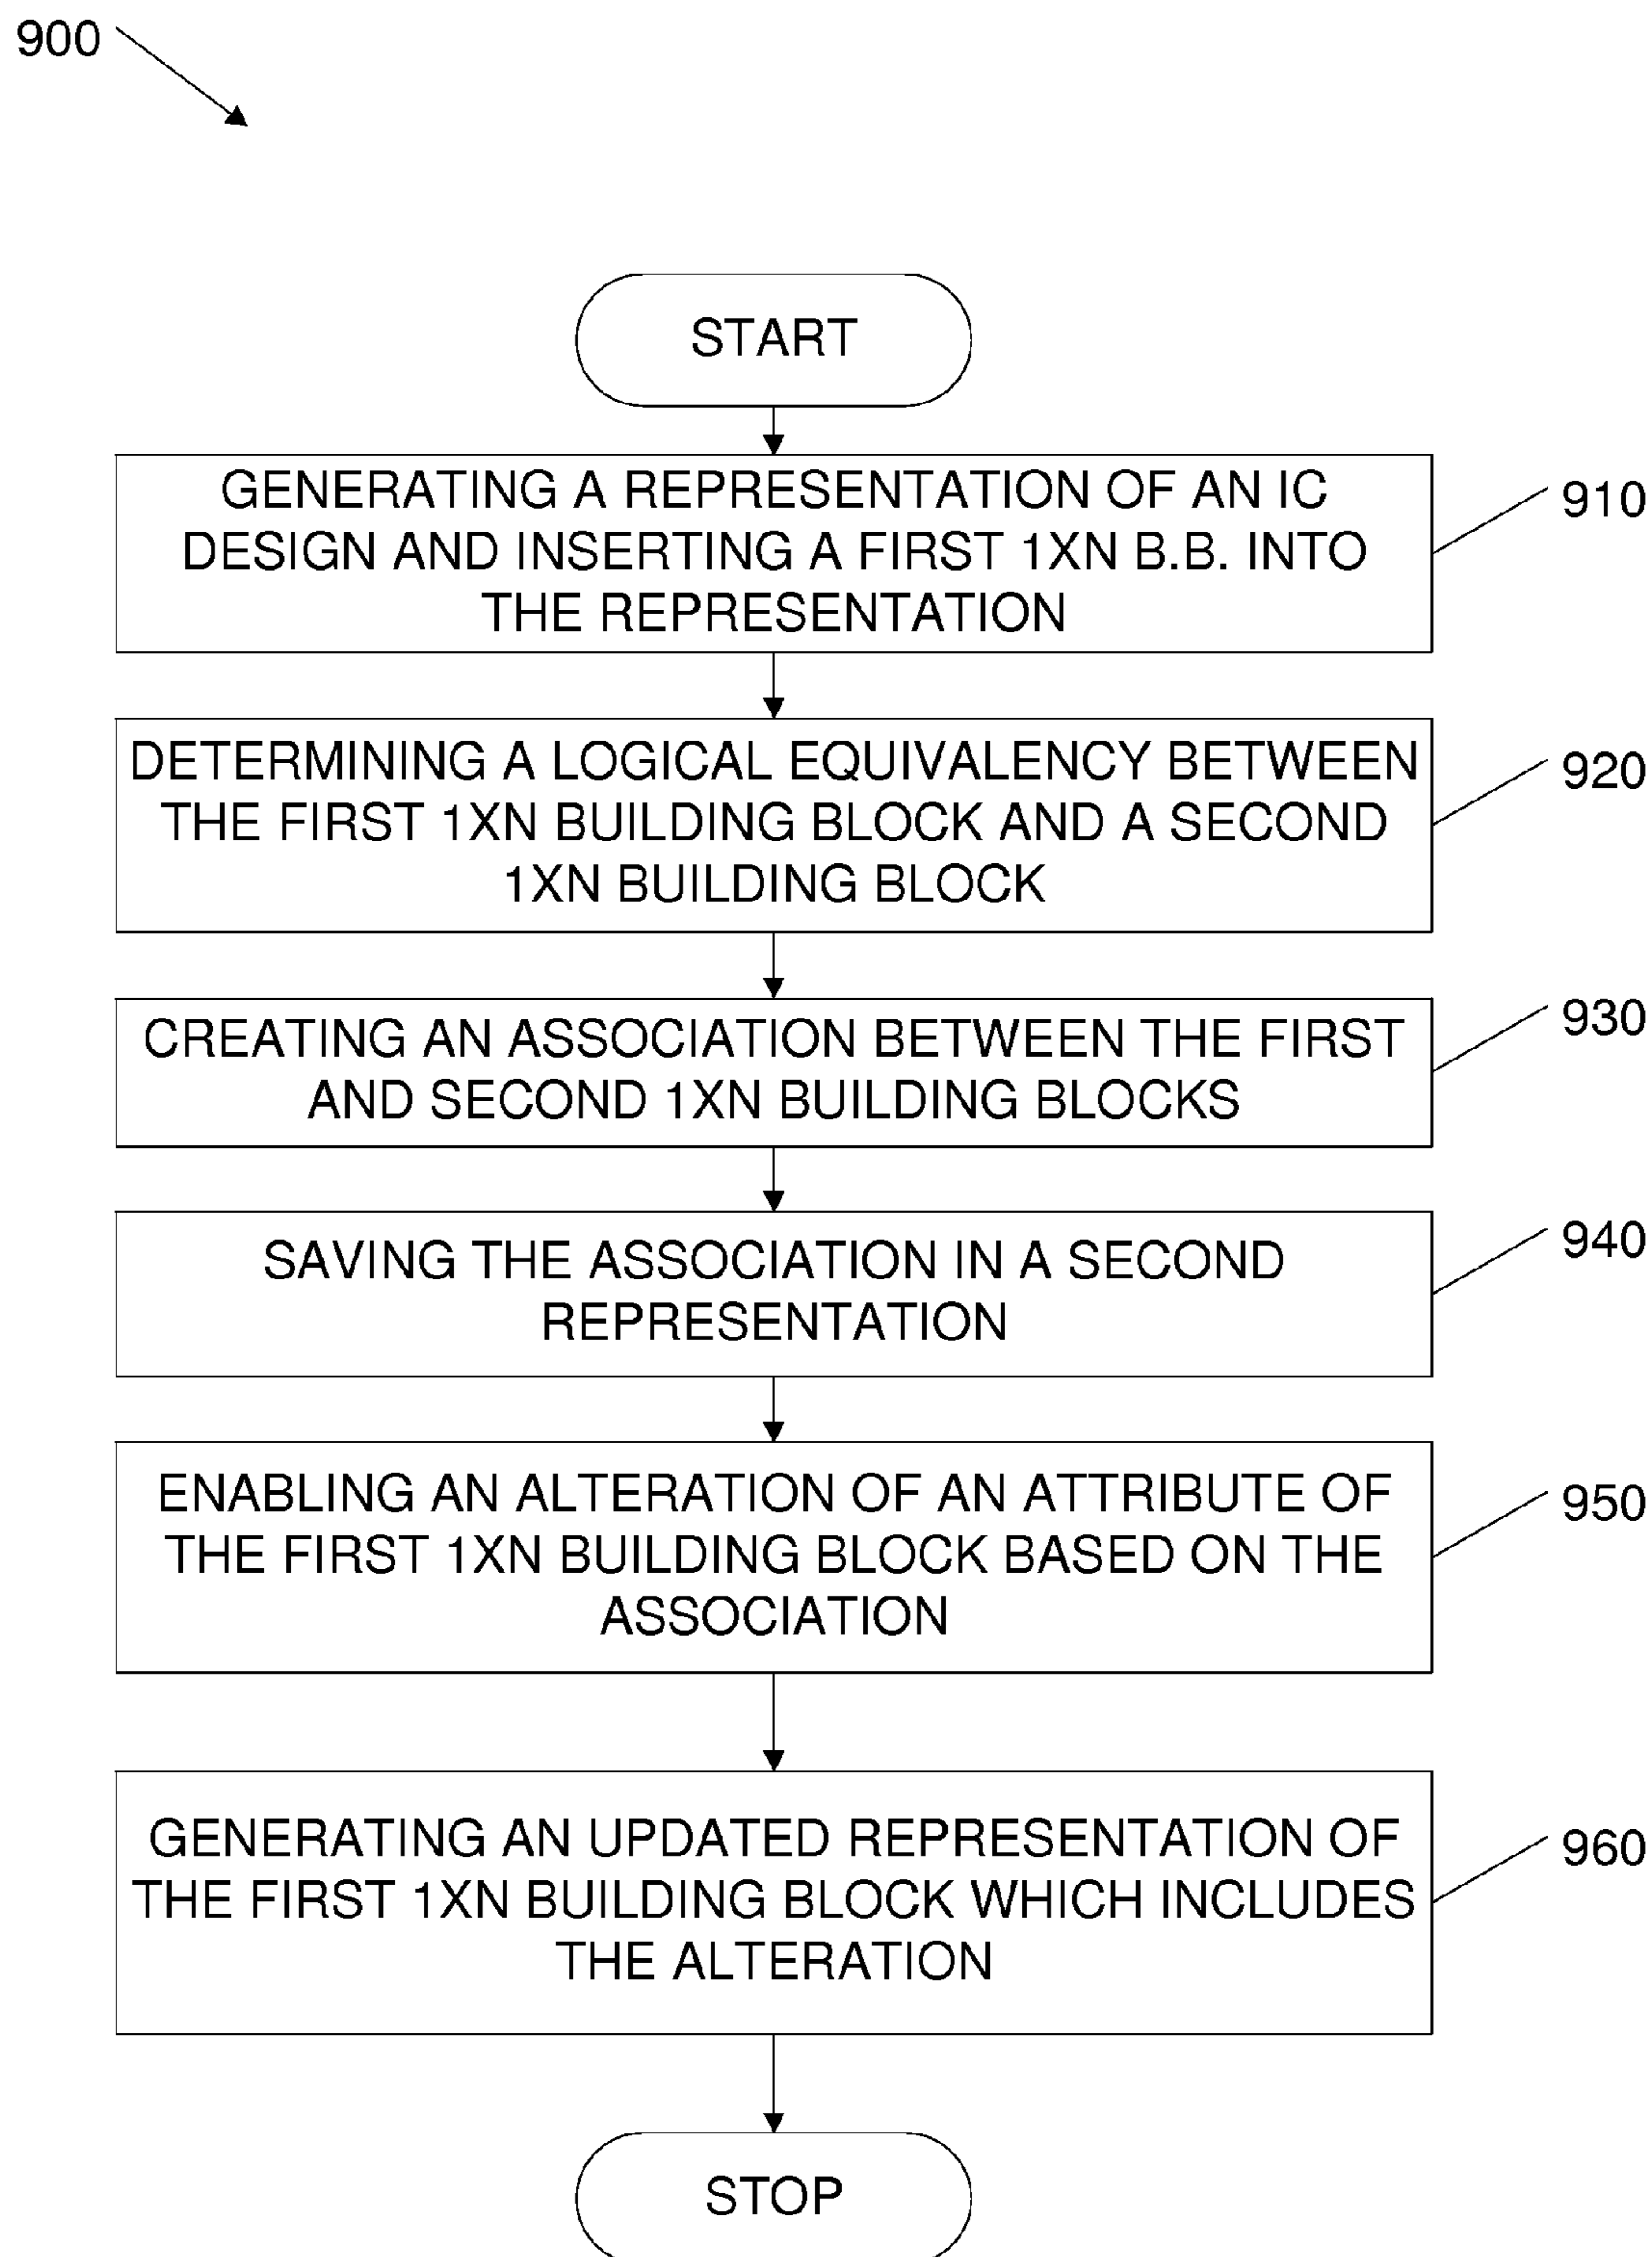 900
START
GENERATING A REPRESENTATION OF AN IC
DESIGN AND INSERTING A FIRST 1XN B.B. INTO
THE REPRESENTATION
910
DETERMINING A LOGICAL EQUIVALENCY BETWEEN
THE FIRST 1XN BUILDING BLOCK AND A SECOND
1XN BUILDING BLOCK
920
CREATING AN ASSOCIATION BETWEEN THE FIRST
AND SECOND 1XN BUILDING BLOCKS
930
SAVING THE ASSOCIATION IN A SECOND
REPRESENTATION
940
ENABLING AN ALTERATION OF AN ATTRIBUTE OF
THE FIRST 1XN BUILDING BLOCK BASED ON THE
ASSOCIATION
950
GENERATING AN UPDATED REPRESENTATION OF
THE FIRST 1XN BUILDING BLOCK WHICH INCLUDES
THE ALTERATION
960
STOP